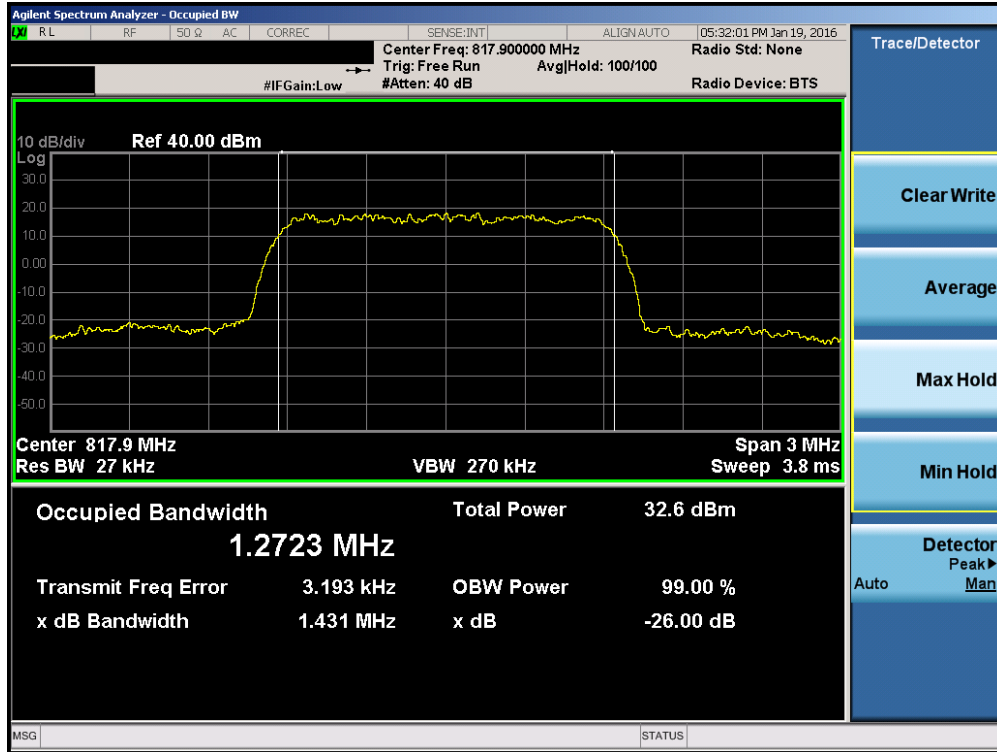 Agilent Spectrum Analyzer - Occupied BW
LXI RL RF 50 Ω AC CORREC SENSE:INT ALIGN AUTO 05:32:01 PM Jan 19, 2016
Center Freq: 817.900000 MHz Radio Std: None
Trig: Free Run Avg|Hold: 100/100
#IFGain:Low #Atten: 40 dB Radio Device: BTS
10 dB/div Ref 40.00 dBm
Log
30.0
20.0
10.0
0.00
-10.0
-20.0
-30.0
-40.0
-50.0
Center 817.9 MHz Span 3 MHz
Res BW 27 kHz VBW 270 kHz Sweep 3.8 ms
Occupied Bandwidth Total Power 32.6 dBm
1.2723 MHz
Transmit Freq Error 3.193 kHz OBW Power 99.00 %
x dB Bandwidth 1.431 MHz x dB -26.00 dB
MSG STATUS
Trace/Detector
Clear Write
Average
Max Hold
Min Hold
Detector
Peak▶
Auto Man